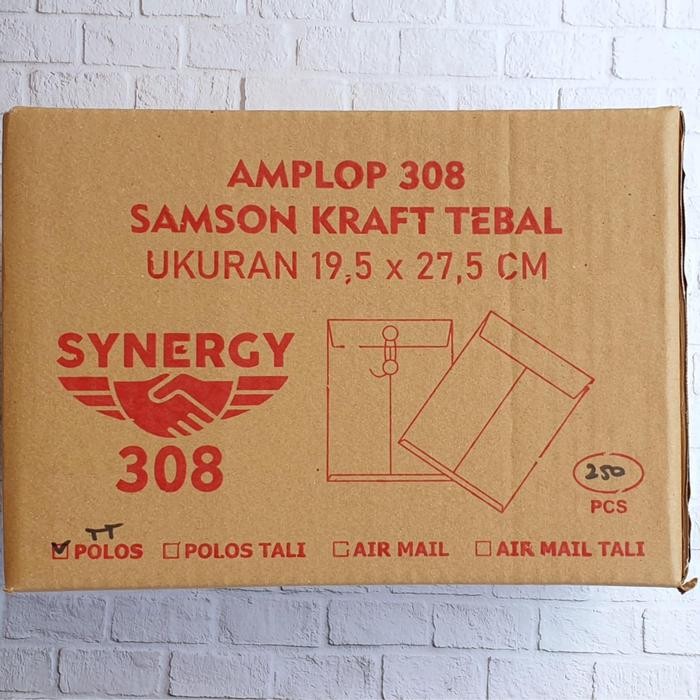 AMPLOP 308
SAMSON KRAFT TEBAL
UKURAN 19,5 x 27,5 CM
SYNERGY
308
250
PCS
TT
POLOS POLOS TALI AIR MAIL AIR MAIL TALI